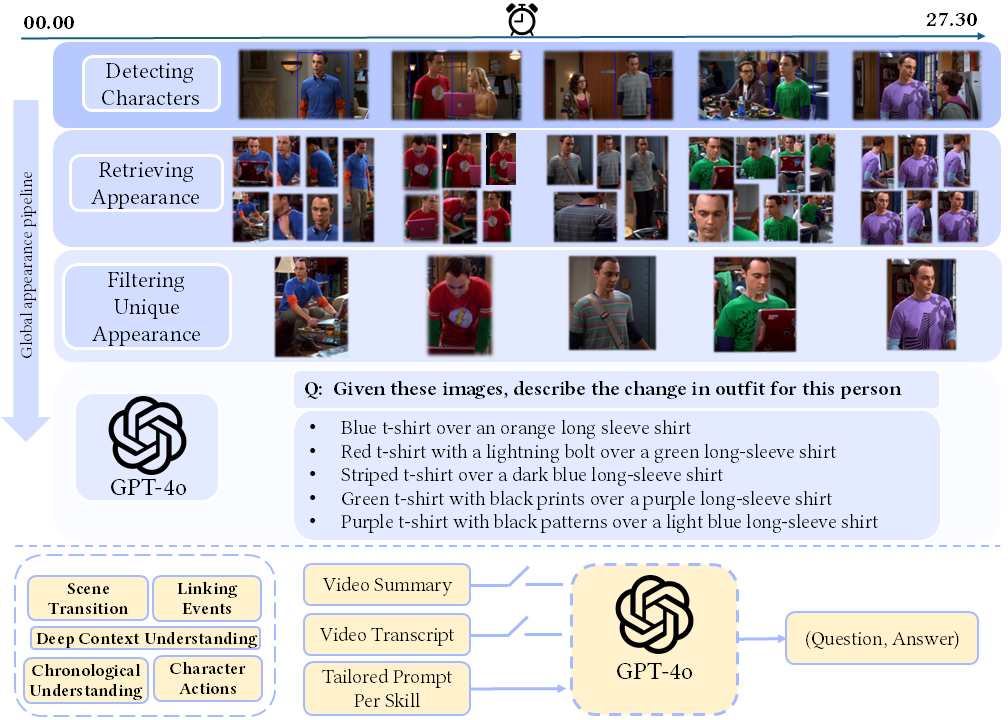 00.00
27.30
Detecting
Characters
Retrieving
Appearance
Filtering
Unique
Appearance
Global appearance pipeline
GPT-4o
Q: Given these images, describe the change in outfit for this person
• Blue t-shirt over an orange long sleeve shirt
• Red t-shirt with a lightning bolt over a green long-sleeve shirt
• Striped t-shirt over a dark blue long-sleeve shirt
• Green t-shirt with black prints over a purple long-sleeve shirt
• Purple t-shirt with black patterns over a light blue long-sleeve shirt
Scene
Transition
Linking
Events
Deep Context Understanding
Chronological
Understanding
Character
Actions
Video Summary
Video Transcript
Tailored Prompt
Per Skill
GPT-4o
(Question, Answer)